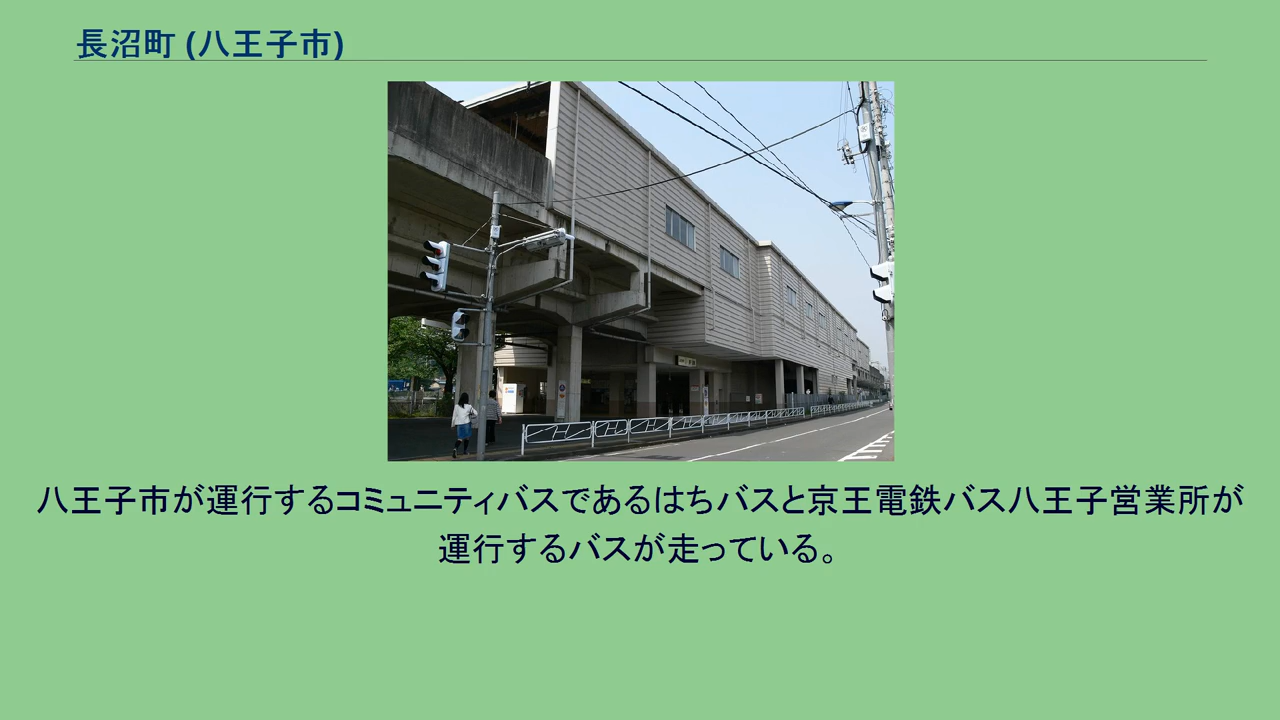 長沼町 (八王子市)
八王子市が運行するコミュニティバスであるはちバスと京王電鉄バス八王子営業所が
運行するバスが走っている。